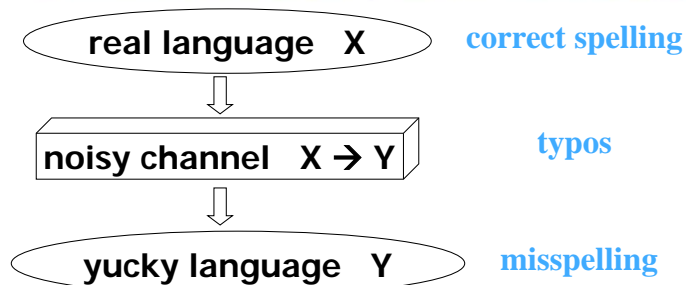 real language X correct spelling
noisy channel X → Y typos
yucky language Y misspelling